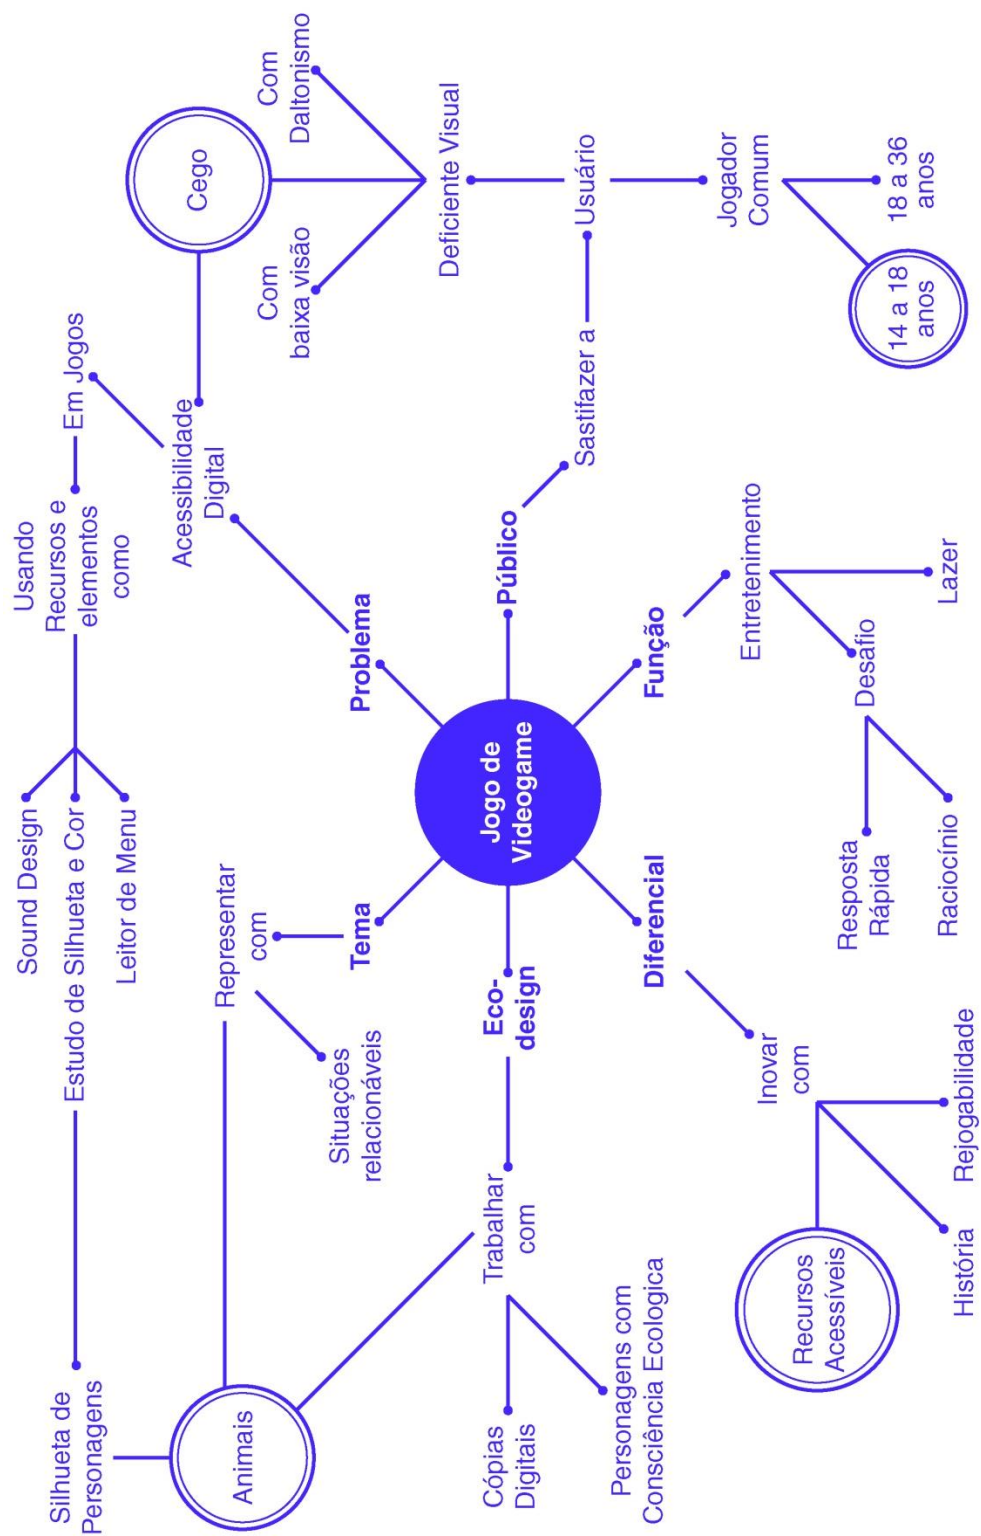 Silhueta de
Personagens
Animais
Sound Design
Estudo de Silhueta e Cor
Leitor de Menu
Usando
Recursos e
elementos
como
Em Jogos
Acessibilidade
Digital
Cego
Com
baixa visão
Com
Daltonismo
Deficiente Visual
Representar
com
Situações
relacionáveis
Tema
Problema
Jogo de
Videogame
Público
Sastifazer a
Usuário
Jogador
Comum
14 a 18
anos
18 a 36
anos
Eco-
design
Trabalhar
com
Cópias
Digitais
Personagens com
Consciência Ecologica
Diferencial
Inovar
com
Recursos
Acessíveis
História
Rejogabilidade
Função
Entretenimento
Desafio
Lazer
Resposta
Rápida
Raciocínio